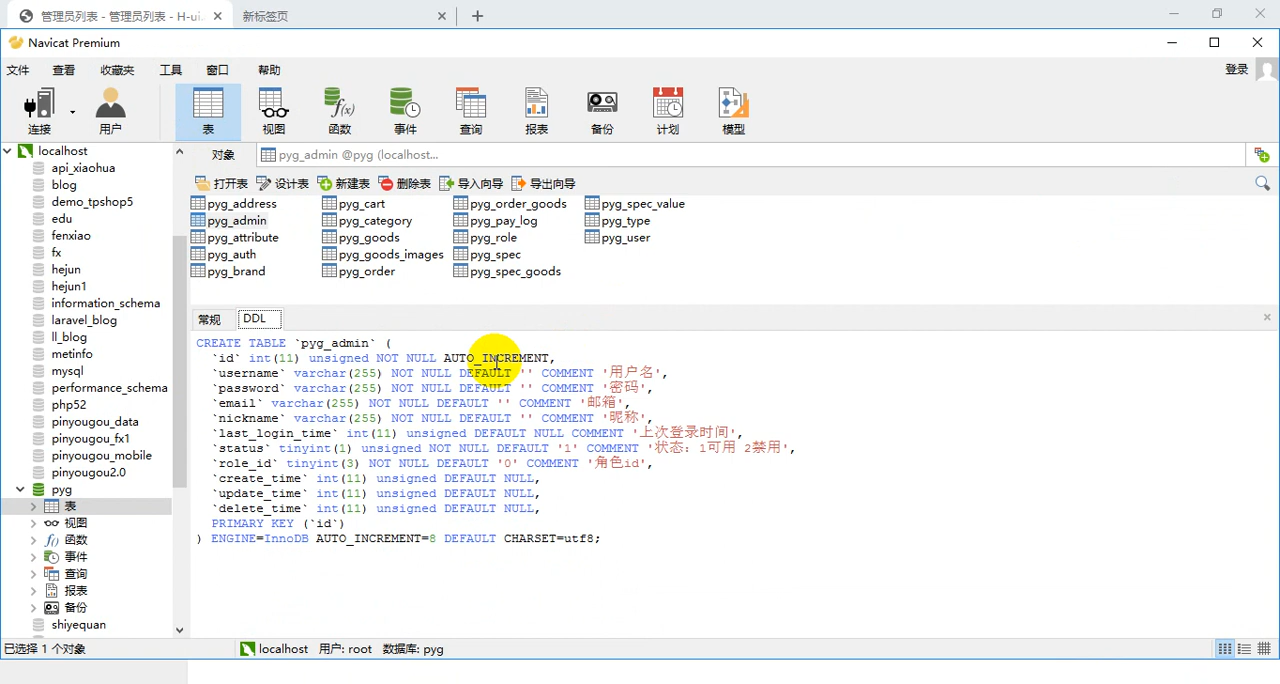 管理员列表 - 管理员列表 - H-ui.
新标签页
Navicat Premium
文件 查看 收藏夹 工具 窗口 帮助 登录
连接 用户 表 视图 函数 事件 查询 报表 备份 计划 模型
localhost
api_xiaohua
blog
demo_tpshop5
edu
fenxiao
fx
hejun
hejun1
information_schema
laravel_blog
ll_blog
metinfo
mysql
performance_schema
php52
pinyougou_data
pinyougou_fx1
pinyougou_mobile
pinyougou2.0
pyg
表
视图
函数
事件
查询
报表
备份
shiyequan
对象 pyg_admin @pyg (localhost...
打开表 设计表 新建表 删除表 导入向导 导出向导
pyg_address pyg_cart pyg_order_goods pyg_spec_value
pyg_admin pyg_category pyg_pay_log pyg_type
pyg_attribute pyg_goods pyg_role pyg_user
pyg_auth pyg_goods_images pyg_spec
pyg_brand pyg_order pyg_spec_goods
常规 DDL
CREATE TABLE `pyg_admin` (
`id` int(11) unsigned NOT NULL AUTO_INCREMENT,
`username` varchar(255) NOT NULL DEFAULT '' COMMENT '用户名',
`password` varchar(255) NOT NULL DEFAULT '' COMMENT '密码',
`email` varchar(255) NOT NULL DEFAULT '' COMMENT '邮箱',
`nickname` varchar(255) NOT NULL DEFAULT '' COMMENT '昵称',
`last_login_time` int(11) unsigned DEFAULT NULL COMMENT '上次登录时间',
`status` tinyint(1) unsigned NOT NULL DEFAULT '1' COMMENT '状态：1可用 2禁用',
`role_id` tinyint(3) NOT NULL DEFAULT '0' COMMENT '角色id',
`create_time` int(11) unsigned DEFAULT NULL,
`update_time` int(11) unsigned DEFAULT NULL,
`delete_time` int(11) unsigned DEFAULT NULL,
PRIMARY KEY (`id`)
) ENGINE=InnoDB AUTO_INCREMENT=8 DEFAULT CHARSET=utf8;
已选择 1 个对象 localhost 用户: root 数据库: pyg